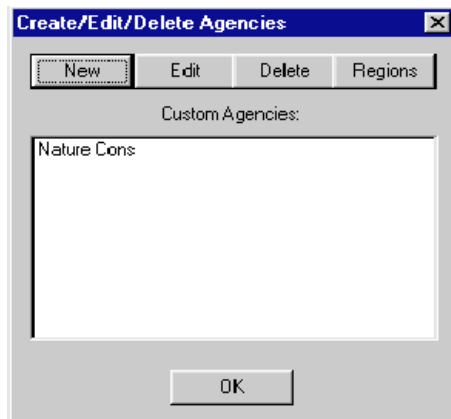 Create/Edit/Delete Agencies
New Edit Delete Regions
Custom Agencies:
Nature Cons
OK